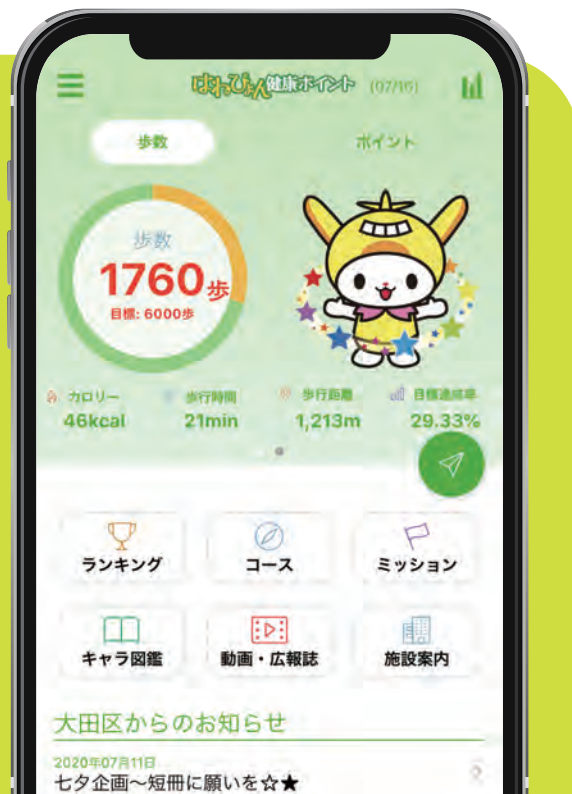 はねぴょん健康ポイント (07/16)
歩数 ポイント
歩数
1760歩
目標: 6000歩
カロリー 歩行時間 歩行距離 目標達成率
46kcal 21min 1,213m 29.33%
ランキング コース ミッション
キャラ図鑑 動画・広報誌 施設案内
大田区からのお知らせ
2020年07月11日
七夕企画～短冊に願いを☆★